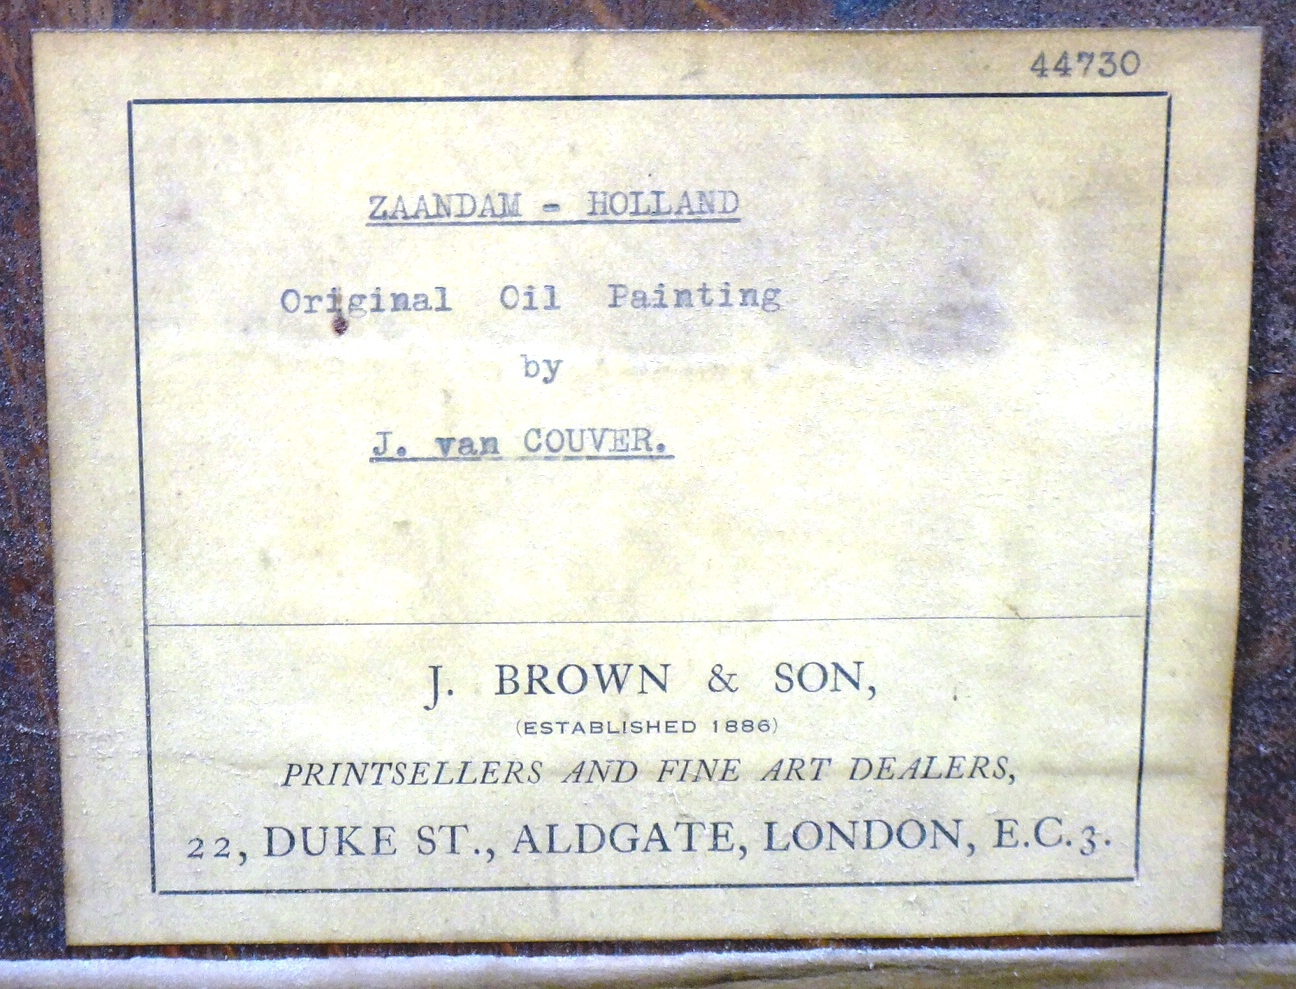 44730
ZAANDAM - HOLLAND
Original Oil Painting
by
J. van COUVER.
J. BROWN & SON,
(ESTABLISHED 1886)
PRINTSELLERS AND FINE ART DEALERS,
22, DUKE ST., ALDGATE, LONDON, E.C.3.